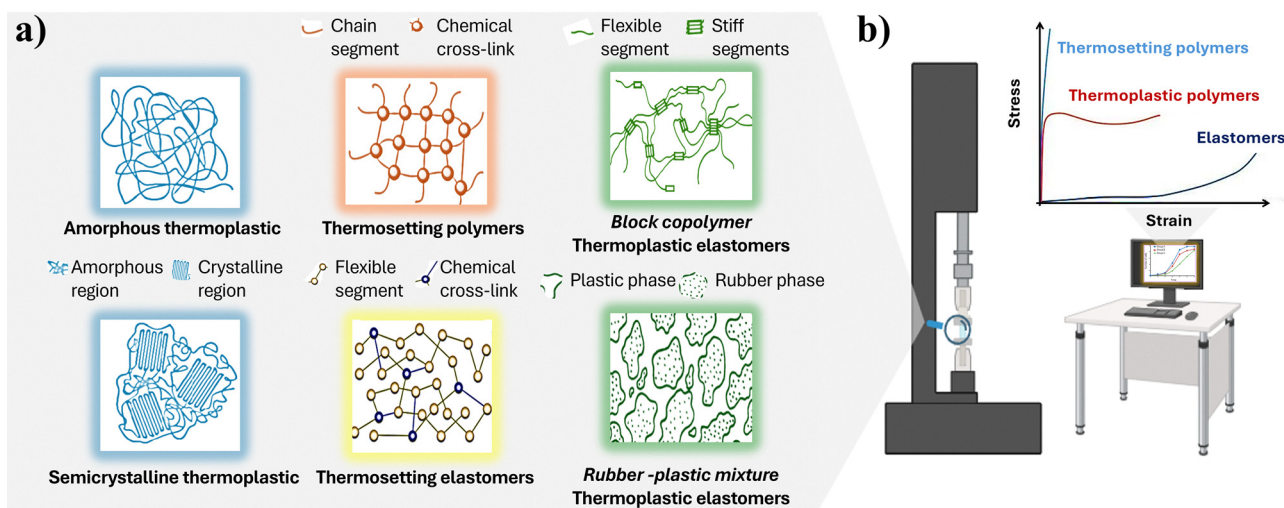 a)
Chain
segment
Chemical
cross-link
Flexible
segment
Stiff
segments
Amorphous thermoplastic
Thermosetting polymers
Block copolymer
Thermoplastic elastomers
Amorphous
region
Crystalline
region
Flexible
segment
Chemical
cross-link
Plastic phase
Rubber phase
Semicrystalline thermoplastic
Thermosetting elastomers
Rubber -plastic mixture
Thermoplastic elastomers
b)
Stress
Thermosetting polymers
Thermoplastic polymers
Elastomers
Strain